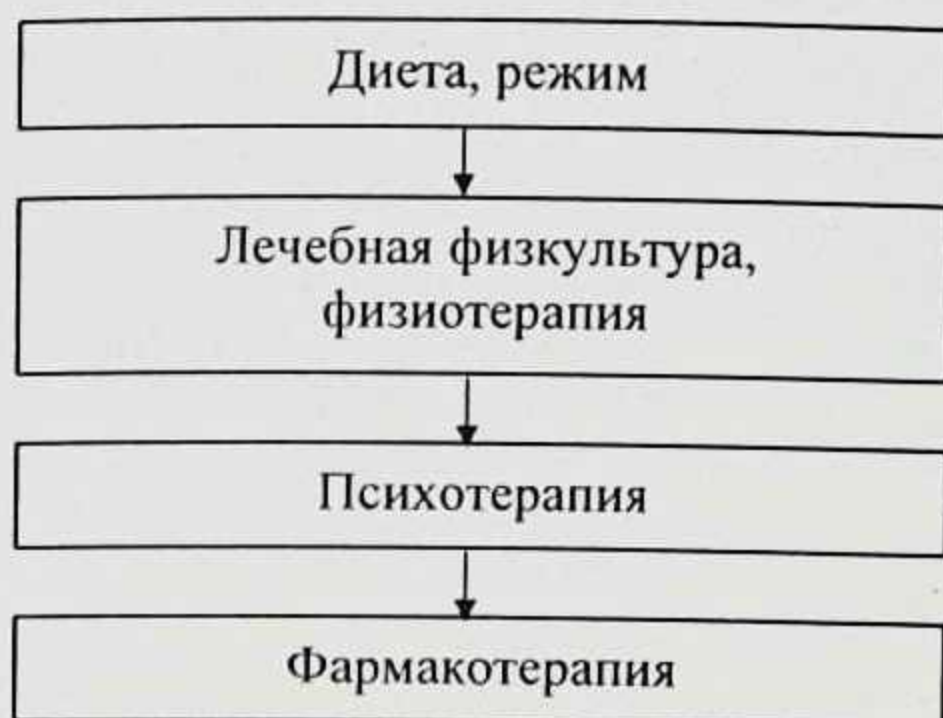 Диета, режим
Лечебная физкультура,
физиотерапия
Психотерапия
Фармакотерапия